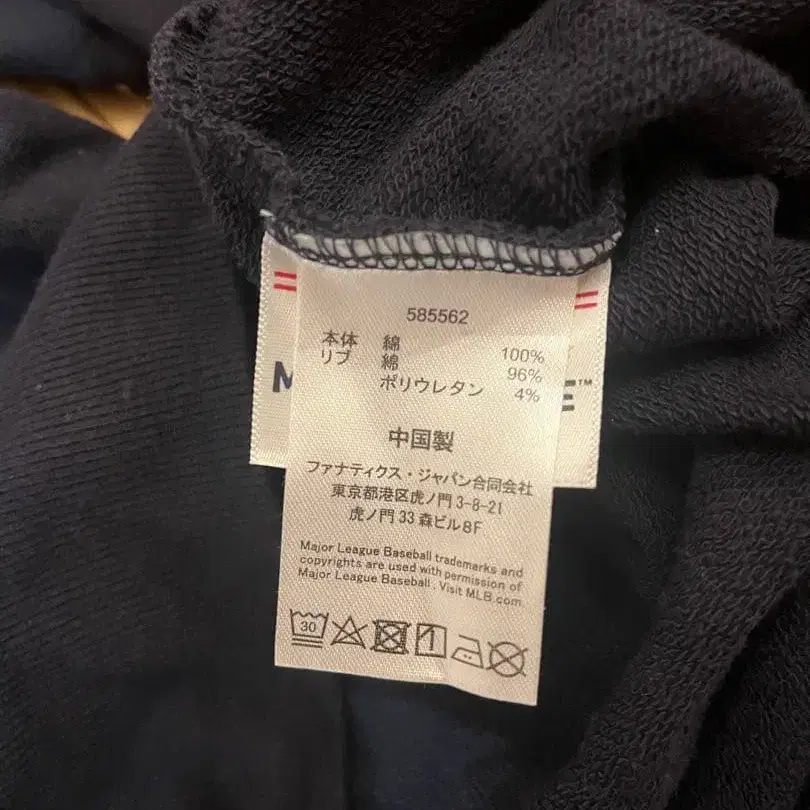 585562
本体 綿 100%
リブ 綿 96%
ポリウレタン 4%
中国製
ファナティクス・ジャパン合同会社
東京都港区虎ノ門3-8-21
虎ノ門33森ビル8F
Major League Baseball trademarks and
copyrights are used with permission of
Major League Baseball . Visit MLB.com
30
1